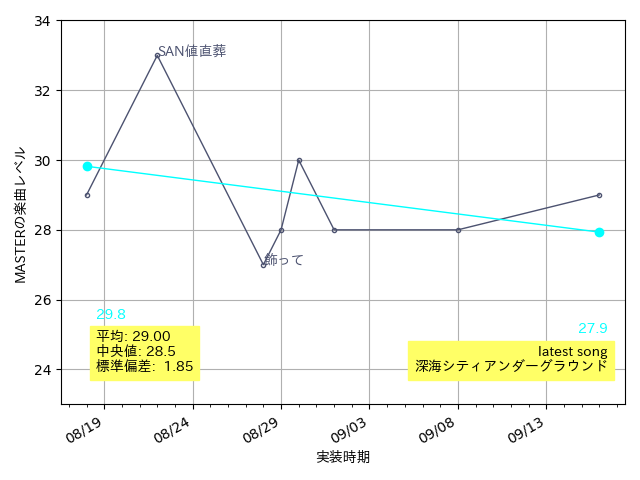 34
32
30
28
26
24
MASTERの楽曲レベル
SAN値直葬
飾って
29.8
平均: 29.00
中央値: 28.5
標準偏差: 1.85
27.9
latest song
深海シティアンダーグラウンド
08/19
08/24
08/29
09/03
09/08
09/13
実装時期